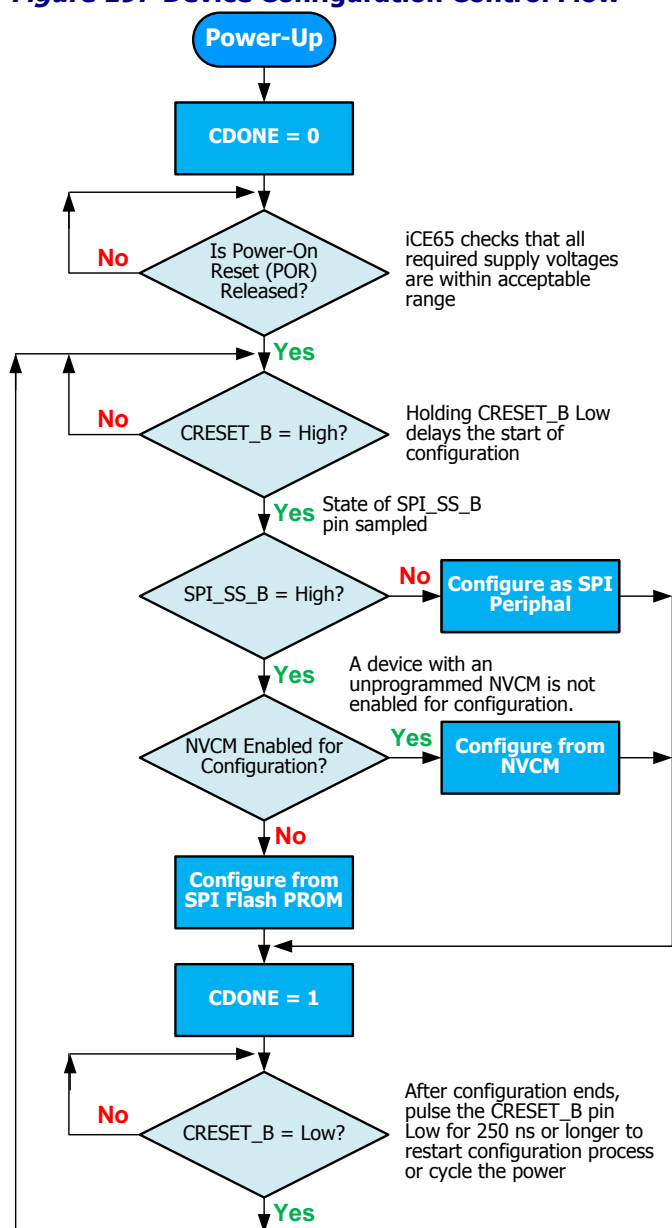 Figure Device Configuration Control Flow
Power-Up
CDONE = 0
No
Is Power-On
Reset (POR)
Released?
iCE65 checks that all
required supply voltages
are within acceptable
range
Yes
No
CRESET_B = High?
Holding CRESET_B Low
delays the start of
configuration
Yes
State of SPI_SS_B
pin sampled
SPI_SS_B = High?
No
Configure as SPI
Periphal
Yes
A device with an
unprogrammed NVCM is not
enabled for configuration.
NVCM Enabled for
Configuration?
Yes
Configure from
NVCM
No
Configure from
SPI Flash PROM
CDONE = 1
No
CRESET_B = Low?
After configuration ends,
pulse the CRESET_B pin
Low for 250 ns or longer to
restart configuration process
or cycle the power
Yes